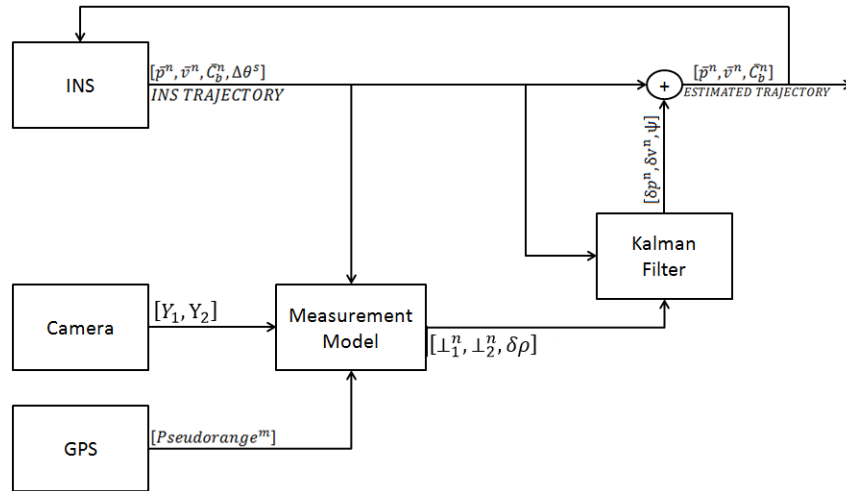 INS
[p̄ⁿ, v̄ⁿ, C̄ᵇⁿ, Δθˢ]
INS TRAJECTORY
[p̄ⁿ, v̄ⁿ, C̄ᵇⁿ]
ESTIMATED TRAJECTORY
+
[δpⁿ, δvⁿ, ψ]
Kalman
Filter
Camera
[Y₁, Y₂]
Measurement
Model
[⊥₁ⁿ, ⊥₂ⁿ, δρ]
GPS
[Pseudorangeᵐ]